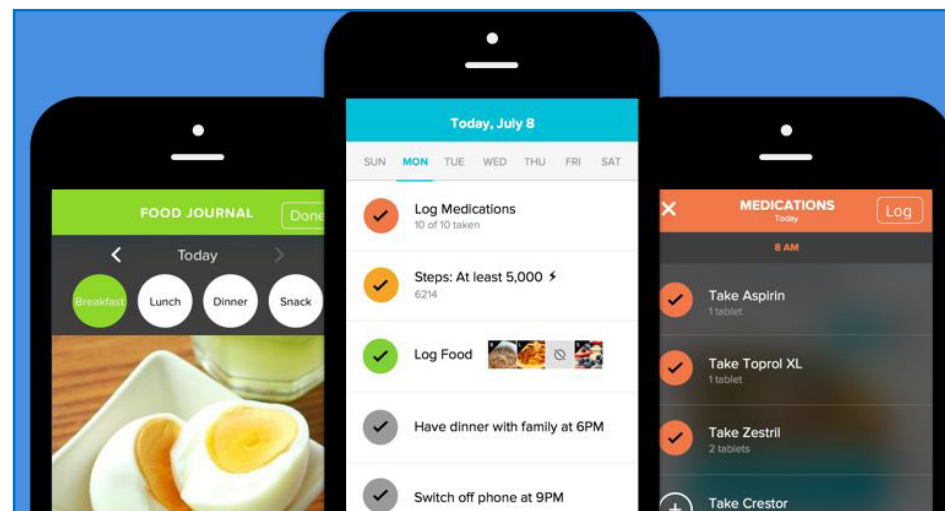 FOOD JOURNAL
Done
Today
Breakfast
Lunch
Dinner
Snack
Today, July 8
SUN MON TUE WED THU FRI SAT
Log Medications
10 of 10 taken
Steps: At least 5,000
6214
Log Food
Have dinner with family at 6PM
Switch off phone at 9PM
MEDICATIONS
Today
Log
8 AM
Take Aspirin
1 tablet
Take Toprol XL
1 tablet
Take Zestril
2 tablets
Take Crestor